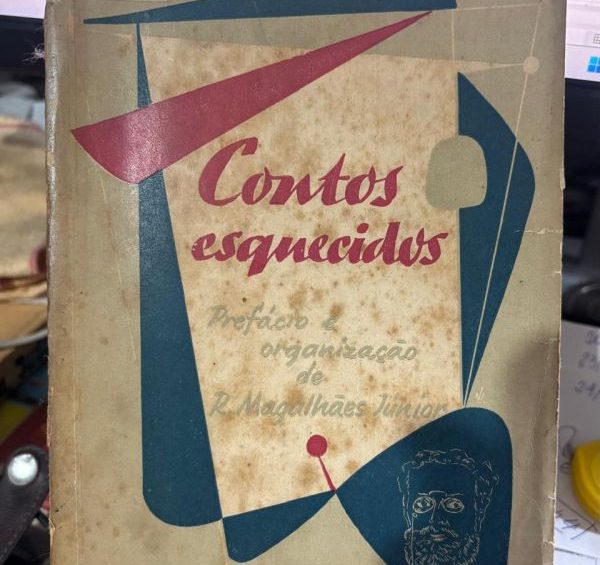 Contos
esquecidos
Prefácio e
organização
de
R. Magalhães Júnior